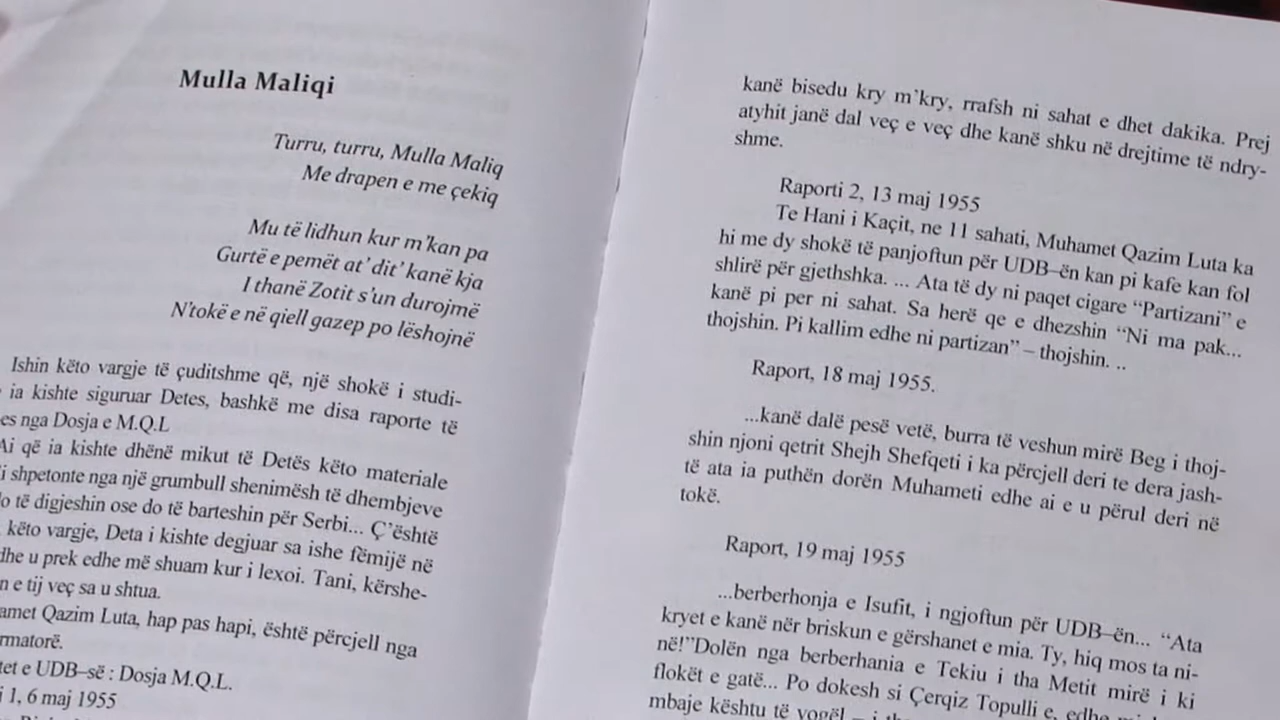 Mulla Maliqi
Turru, turru, Mulla Maliq
Me drapen e me çekiq
Mu të lidhun kur m'kan pa
Gurtë e pemët at' dit' kanë kja
I thanë Zotit s'un durojmë
N'tokë e në qiell gazep po lëshojnë
Ishin këto vargje të çuditshme që, një shokë i studi-
ia kishte siguruar Detes, bashkë me disa raporte të
es nga Dosja e M.Q.L
Ai që ia kishte dhënë mikut të Detës këto materiale
i shpetonte nga një grumbull shenimësh të dhembjeve
o të digjeshin ose do të barteshin për Serbi... Ç'është
këto vargje, Deta i kishte degjuar sa ishe fëmijë në
dhe u prek edhe më shuam kur i lexoi. Tani, kërshe-
n e tij veç sa u shtua.
amet Qazim Luta, hap pas hapi, është përcjell nga
rmatorë.
tet e UDB–së : Dosja M.Q.L.
i 1, 6 maj 1955
kanë bisedu kry m`kry, rrafsh ni sahat e dhet dakika. Prej
atyhit janë dal veç e veç dhe kanë shku në drejtime të ndry-
shme.
Raporti 2, 13 maj 1955
Te Hani i Kaçit, ne 11 sahati, Muhamet Qazim Luta ka
hi me dy shokë të panjoftun për UDB–ën kan pi kafe kan fol
shlirë për gjethshka. ... Ata të dy ni paqet cigare “Partizani” e
kanë pi per ni sahat. Sa herë qe e dhezshin “Ni ma pak...
thojshin. Pi kallim edhe ni partizan” – thojshin. ..
Raport, 18 maj 1955.
...kanë dalë pesë vetë, burra të veshun mirë Beg i thoj-
shin njoni qetrit Shejh Shefqeti i ka përcjell deri te dera jash-
të ata ia puthën dorën Muhameti edhe ai e u përul deri në
tokë.
Raport, 19 maj 1955
...berberhonja e Isufit, i ngjoftun për UDB–ën... “Ata
kryet e kanë nër briskun e gërshanet e mia. Ty, hiq mos ta ni-
në!”Dolën nga berberhania e Tekiu i tha Metit mirë i ki
flokët e gatë... Po dokesh si Çerqiz Topulli e, edhe
mbaje kështu të vogël – i